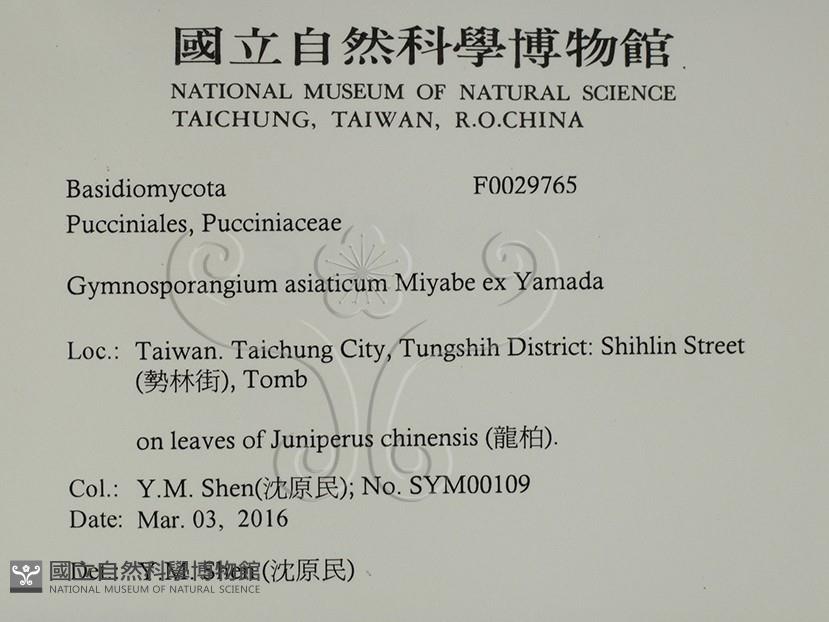 國立自然科學博物館
NATIONAL MUSEUM OF NATURAL SCIENCE
TAICHUNG, TAIWAN, R.O.CHINA
Basidiomycota F0029765
Pucciniales, Pucciniaceae
Gymnosporangium asiaticum Miyabe ex Yamada
Loc.: Taiwan. Taichung City, Tungshih District: Shihlin Street
(勢林街), Tomb
on leaves of Juniperus chinensis (龍柏).
Col.: Y.M. Shen(沈原民); No. SYM00109
Date: Mar. 03, 2016
Det.: Y.M. Shen (沈原民)
國立自然科學博物館
NATIONAL MUSEUM OF NATURAL SCIENCE